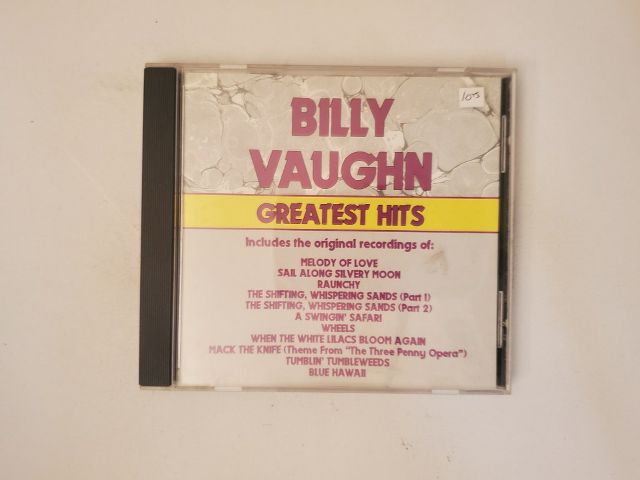 BILLY
VAUGHN
GREATEST HITS
Includes the original recordings of:
MELODY OF LOVE
SAIL ALONG SILVERY MOON
RAUNCHY
THE SHIFTING, WHISPERING SANDS (Part 1)
THE SHIFTING, WHISPERING SANDS (Part 2)
A SWINGIN' SAFARI
WHEELS
WHEN THE WHITE LILACS BLOOM AGAIN
MACK THE KNIFE (Theme From "The Three Penny Opera")
TUMBLIN' TUMBLEWEEDS
BLUE HAWAII